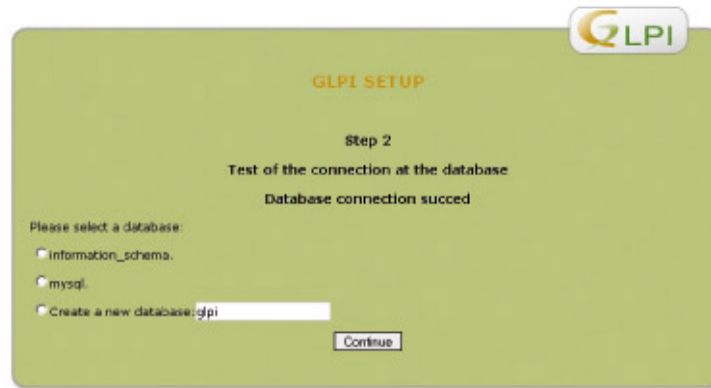 GLPI
GLPI SETUP
Step 2
Test of the connection at the database
Database connection succed
Please select a database:
information_schema.
mysql.
Create a new database: glpi
Continue